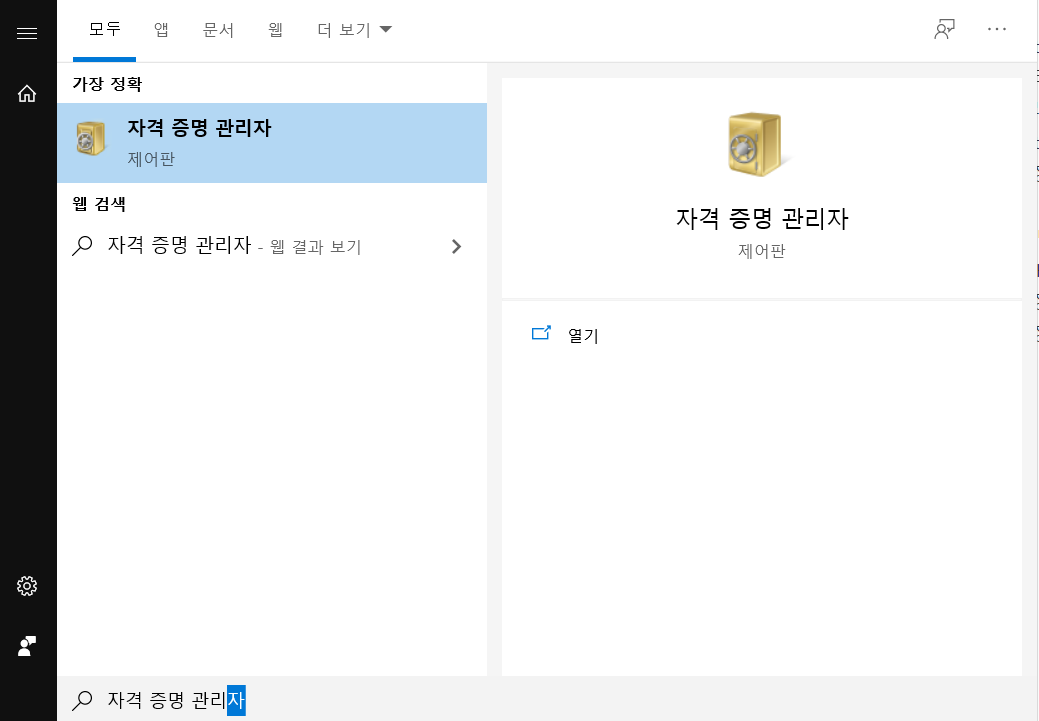 모두 앱 문서 웹 더 보기
가장 정확
자격 증명 관리자
제어판
웹 검색
자격 증명 관리자 - 웹 결과 보기
자격 증명 관리자
제어판
열기
자격 증명 관리자